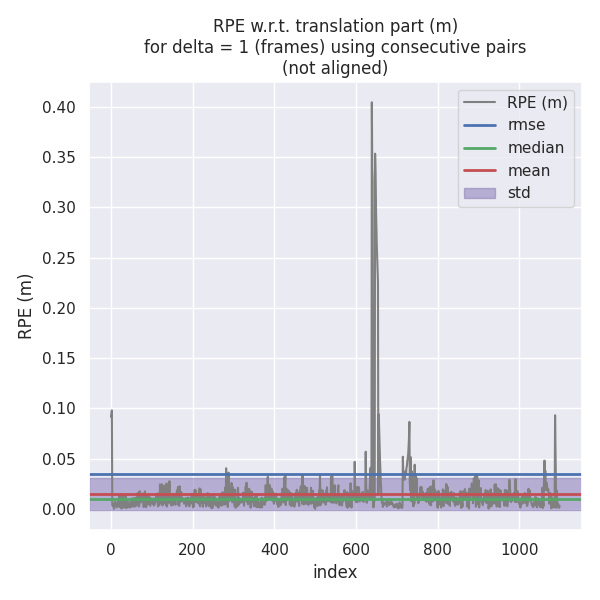 RPE w.r.t. translation part (m)
for delta = 1 (frames) using consecutive pairs
(not aligned)
RPE (m)
rmse
median
mean
std
0.40
0.35
0.30
0.25
0.20
0.15
0.10
0.05
0.00
RPE (m)
0 200 400 600 800 1000
index